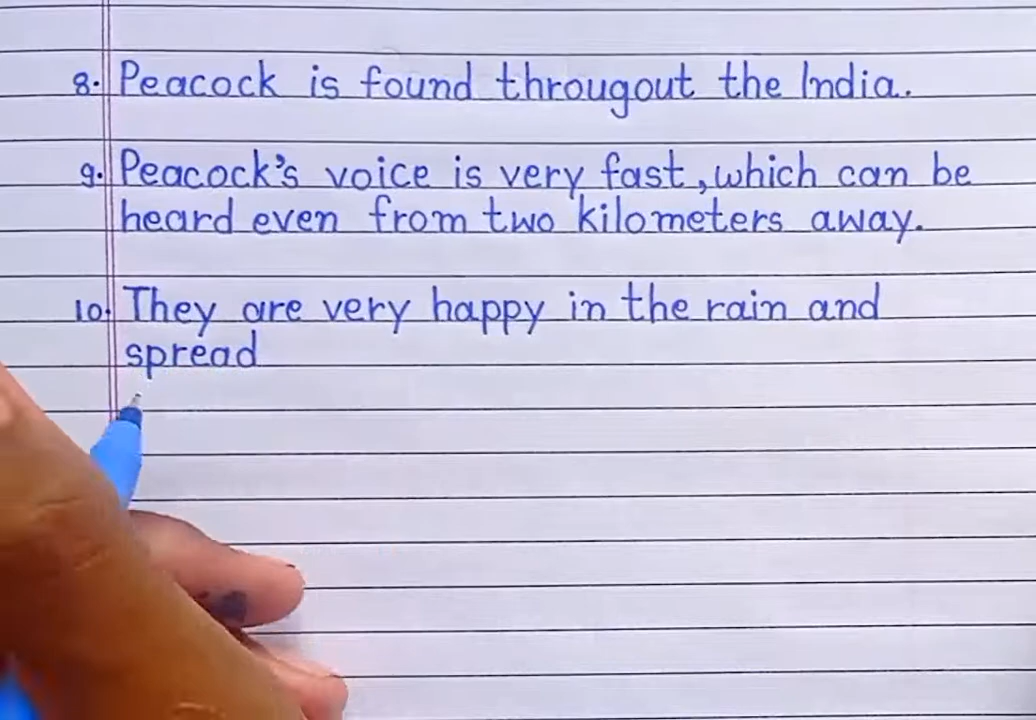 8. Peacock is found througout the India.
9. Peacock's voice is very fast, which can be
heard even from two kilometers away.
10. They are very happy in the rain and
spread